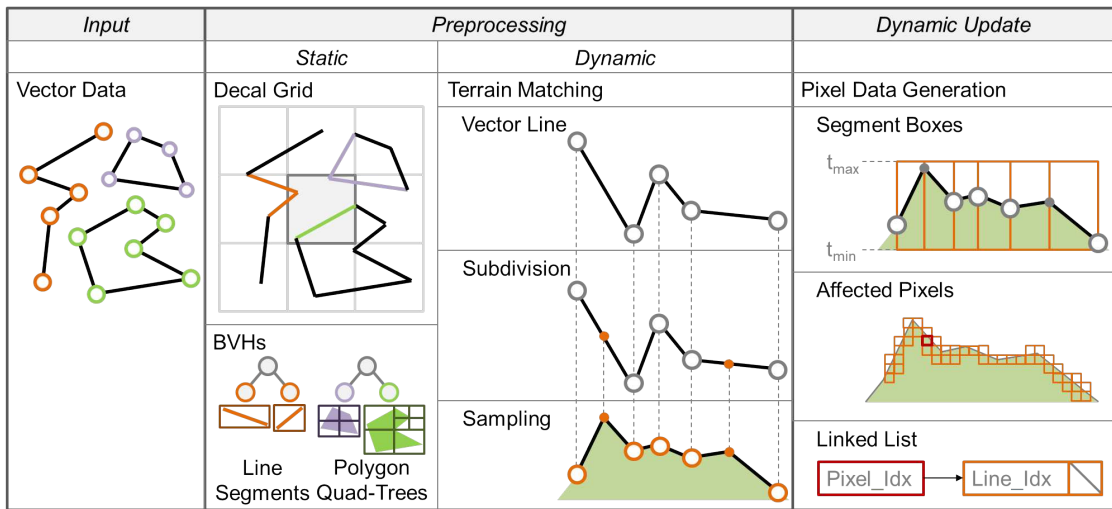 Input
Preprocessing
Dynamic Update
Static
Dynamic
Vector Data
Decal Grid
BVHs
Line
Segments
Polygon
Quad-Trees
Terrain Matching
Vector Line
Subdivision
Sampling
Pixel Data Generation
Segment Boxes
tmax
tmin
Affected Pixels
Linked List
Pixel_Idx
Line_Idx